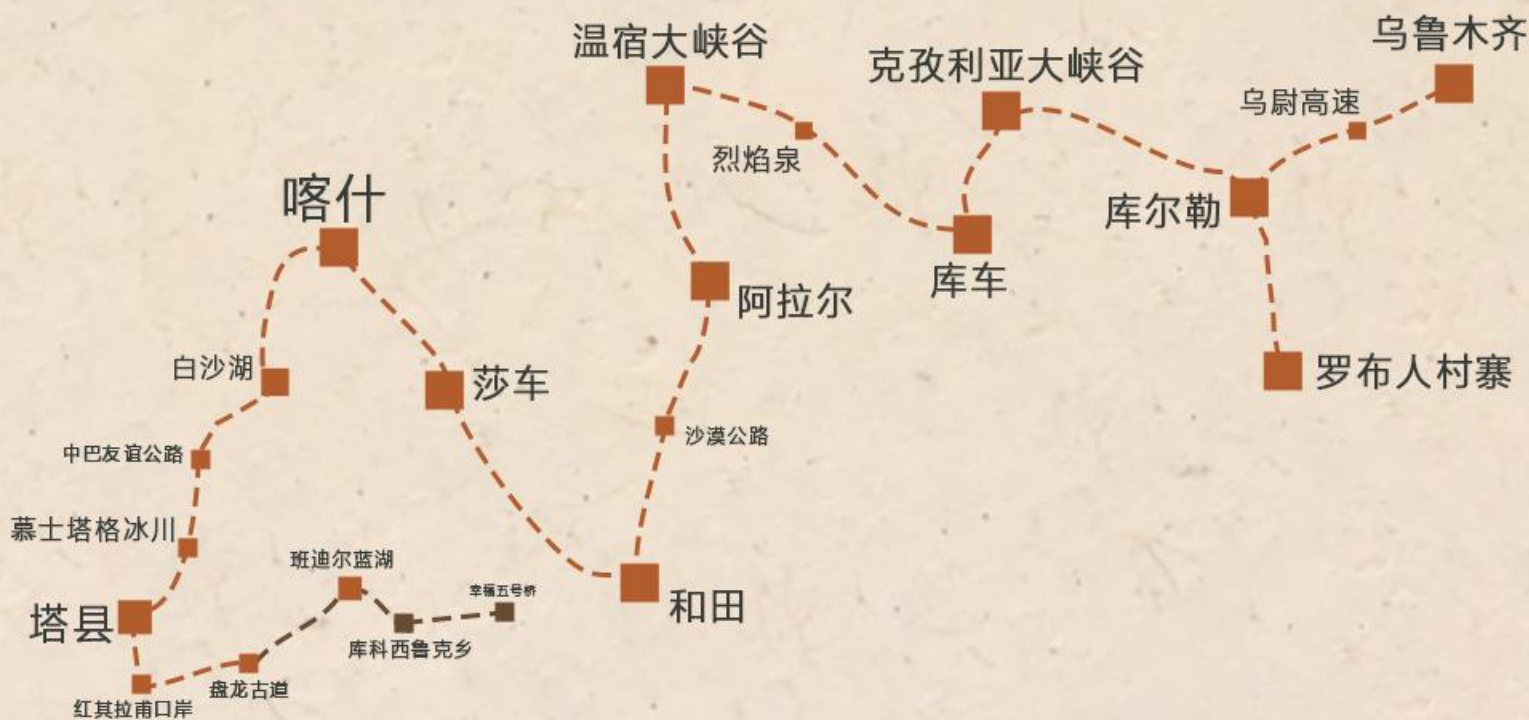 乌鲁木齐
温宿大峡谷
克孜利亚大峡谷
乌尉高速
烈焰泉
喀什
库尔勒
库车
阿拉尔
白沙湖
莎车
罗布人村寨
沙漠公路
中巴友谊公路
慕士塔格冰川
班迪尔蓝湖
幸福五号桥
和田
塔县
库科西鲁克乡
盘龙古道
红其拉甫口岸